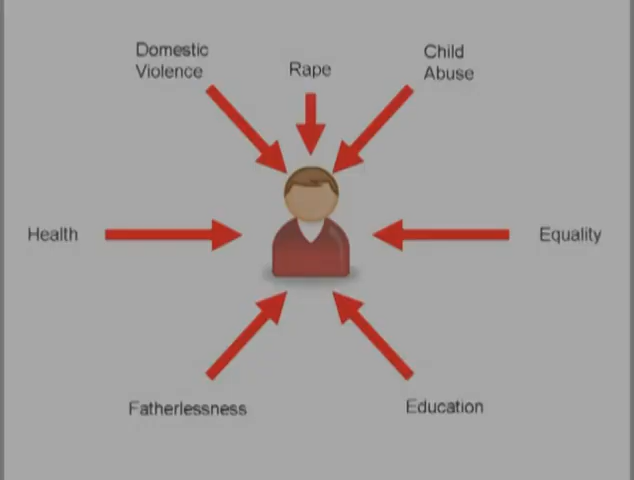 Domestic
Violence
Rape
Child
Abuse
Health
Equality
Fatherlessness
Education